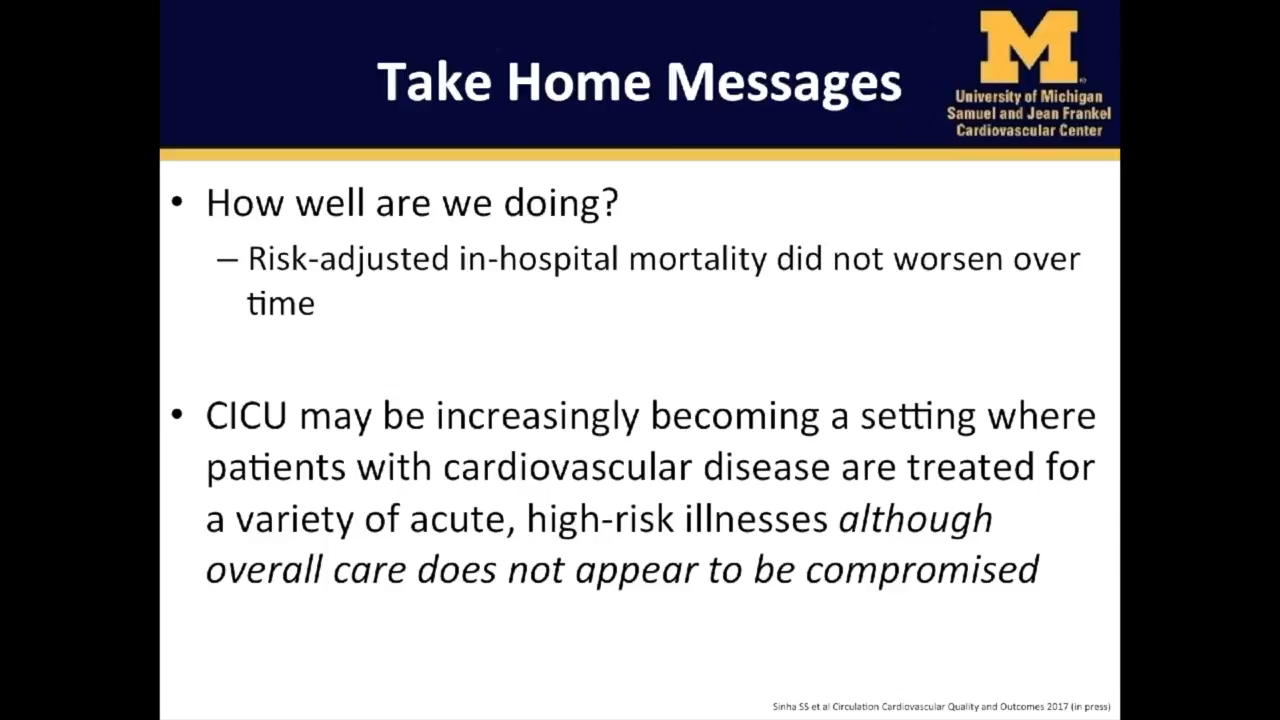 Take Home Messages
M
University of Michigan
Samuel and Jean Frankel
Cardiovascular Center
• How well are we doing?
– Risk-adjusted in-hospital mortality did not worsen over
time
• CICU may be increasingly becoming a setting where
patients with cardiovascular disease are treated for
a variety of acute, high-risk illnesses although
overall care does not appear to be compromised
Sinha SS et al Circulation Cardiovascular Quality and Outcomes 2017 (in press)